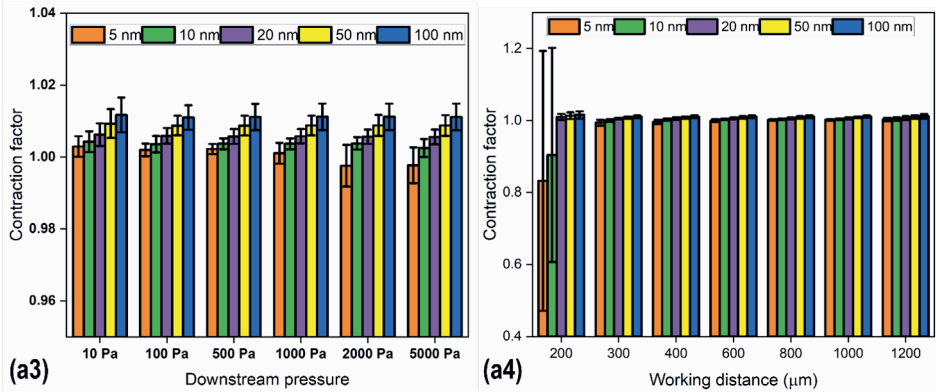 1.04
1.02
1.00
0.98
0.96
Contraction factor
5 nm 10 nm 20 nm 50 nm 100 nm
10 Pa 100 Pa 500 Pa 1000 Pa 2000 Pa 5000 Pa
(a3)
Downstream pressure
1.2
1.0
0.8
0.6
0.4
Contraction factor
5 nm 10 nm 20 nm 50 nm 100 nm
200 300 400 600 800 1000 1200
(a4)
Working distance (μm)